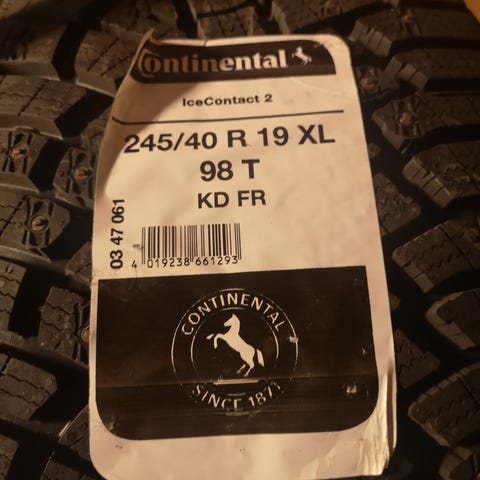 Continental
IceContact 2
245/40 R 19 XL
98 T
KD FR
03 47 061
4 019238 661293
CONTINENTAL
SINCE 1871